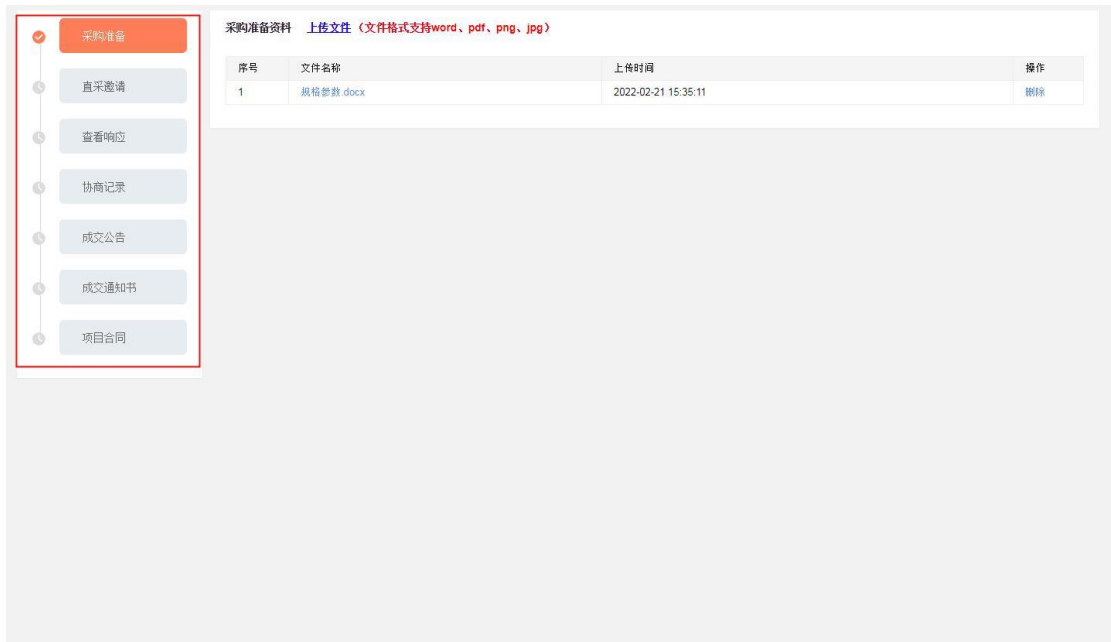 采购准备
直采邀请
查看响应
协商记录
成交公告
成交通知书
项目合同
采购准备资料 上传文件（文件格式支持word、pdf、png、jpg）
序号 文件名称 上传时间 操作
1 规格参数.docx 2022-02-21 15:35:11 删除